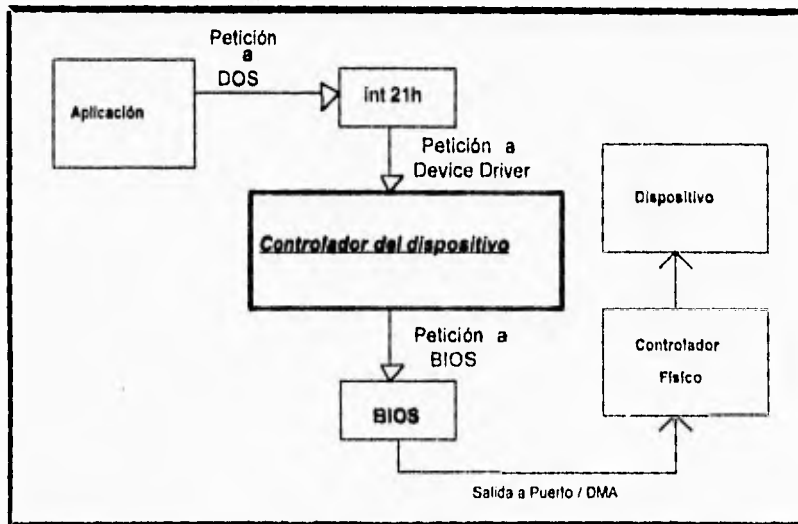 Petición
a
DOS
Aplicación
int 21h
Petición a
Device Driver
Dispositivo
Controlador del dispositivo
Petición a
BIOS
Controlador
Físico
BIOS
Salida a Puerto / DMA